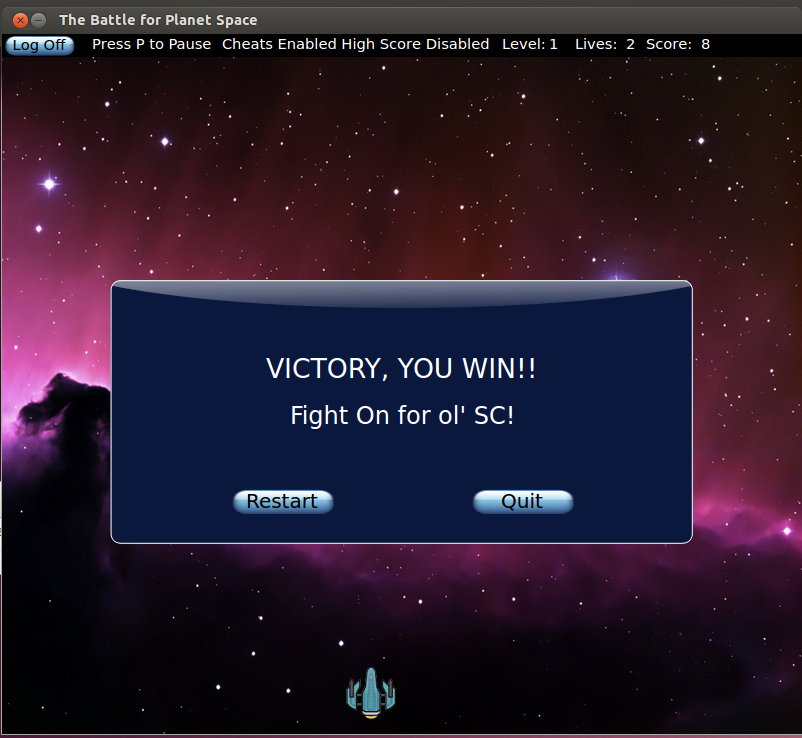 The Battle for Planet Space
Log Off Press P to Pause Cheats Enabled High Score Disabled Level: 1 Lives: 2 Score: 8
VICTORY, YOU WIN!!
Fight On for ol' SC!
Restart Quit